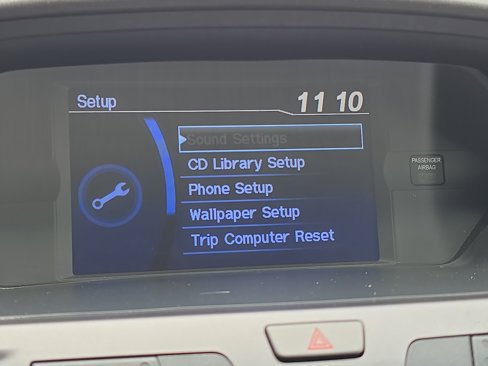 Setup
11 10
Sound Settings
CD Library Setup
Phone Setup
Wallpaper Setup
Trip Computer Reset
PASSENGER
AIRBAG